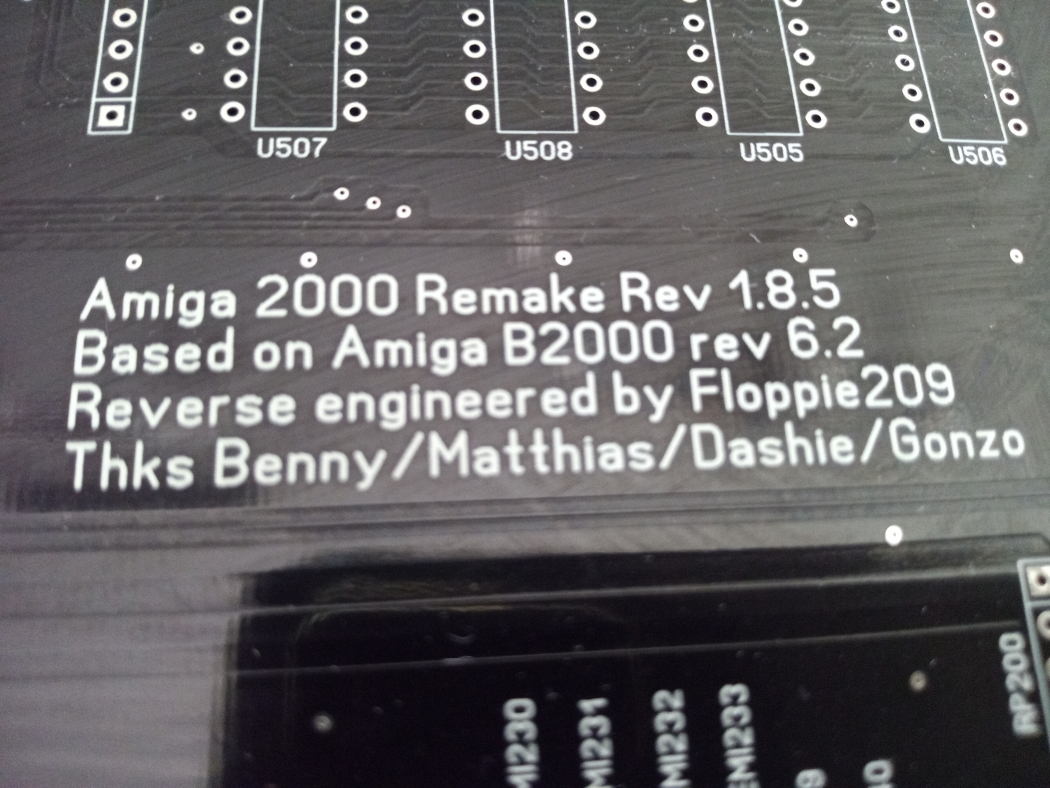 U507 U508 U505 U506
Amiga 2000 Remake Rev 1.8.5
Based on Amiga B2000 rev 6.2
Reverse engineered by Floppie209
Thks Benny/Matthias/Dashie/Gonzo
RP200
EMI233